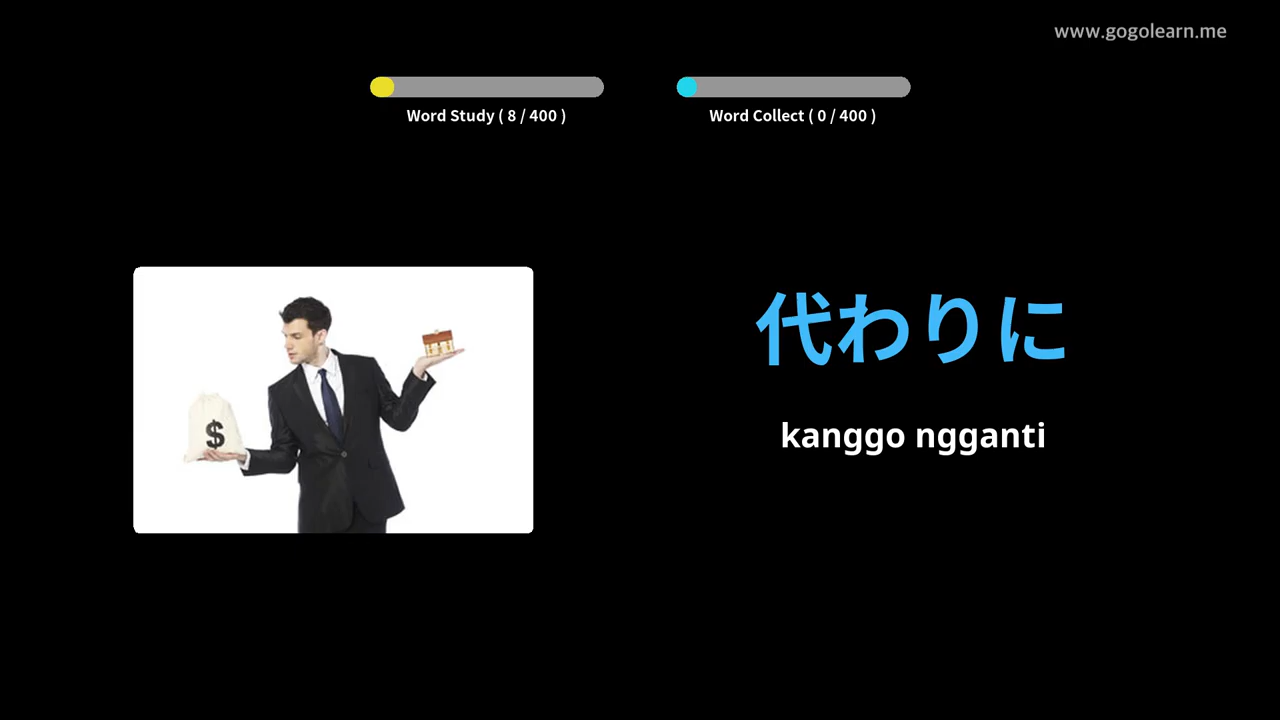 www.gogolearn.me
Word Study ( 8 / 400 )
Word Collect ( 0 / 400 )
$
代わりに
kanggo ngganti